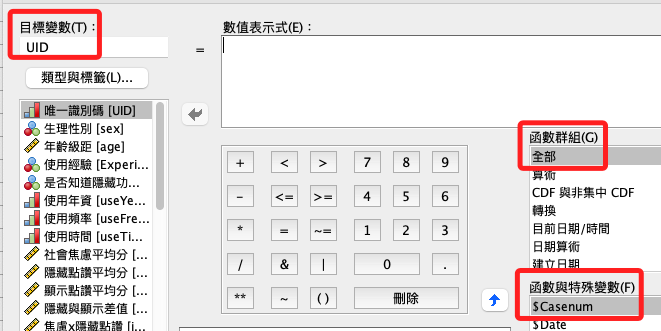 目標變數(T)：
UID
類型與標籤(L)...
=
數值表示式(E)：
唯一識別碼 [UID]
生理性別 [sex]
年齡級距 [age]
使用經驗 [Experi...
是否知道隱藏功...
使用年資 [useYe...
使用頻率 [useFre...
使用時間 [useTi...
社會焦慮平均分 [...
隱藏點讚平均分 [...
顯示點讚平均分 [...
隱藏與顯示差值 [...
焦慮x隱藏點讚 [i...
+ < > 7 8 9
- <= >= 4 5 6
* = ~= 1 2 3
/ & | 0 .
** ~ () 刪除
函數群組(G)
全部
算術
CDF 與非集中 CDF
轉換
目前日期/時間
日期算術
建立日期
函數與特殊變數(F)
$Casenum
$Date